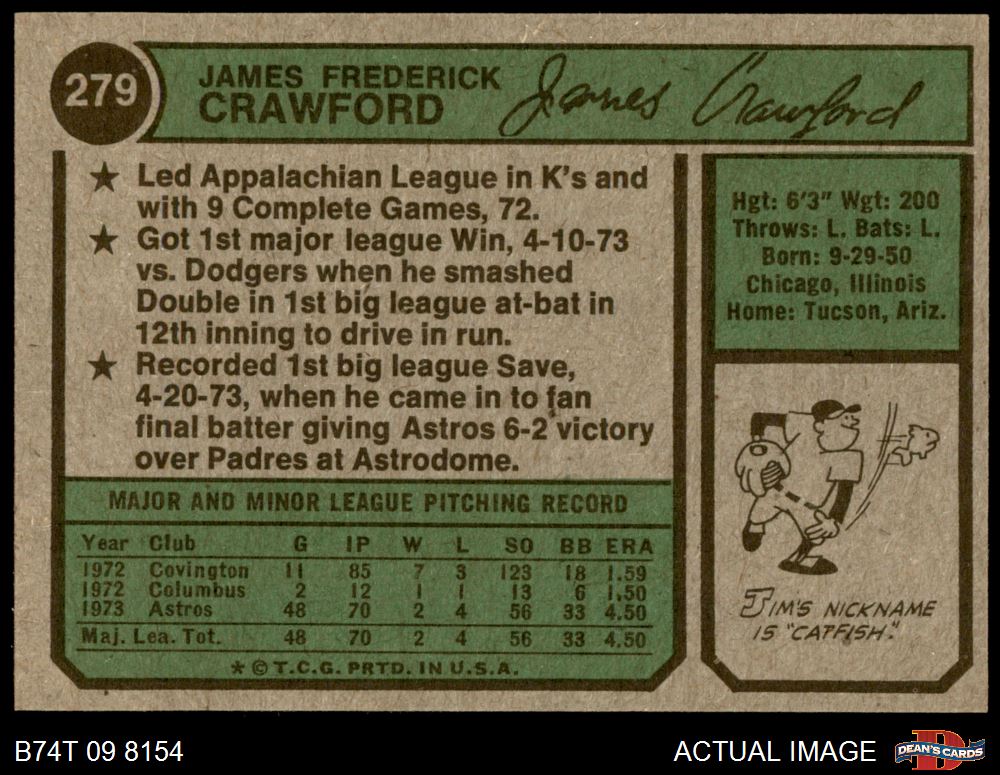 279
JAMES FREDERICK
CRAWFORD
James Crawford
★ Led Appalachian League in K's and
with 9 Complete Games, 72.
★ Got 1st major league Win, 4-10-73
vs. Dodgers when he smashed
Double in 1st big league at-bat in
12th inning to drive in run.
★ Recorded 1st big league Save,
4-20-73, when he came in to fan
final batter giving Astros 6-2 victory
over Padres at Astrodome.
Hgt: 6'3" Wgt: 200
Throws: L. Bats: L.
Born: 9-29-50
Chicago, Illinois
Home: Tucson, Ariz.
MAJOR AND MINOR LEAGUE PITCHING RECORD
Year Club G IP W L SO BB ERA
1972 Covington 11 85 7 3 123 18 1.59
1972 Columbus 2 12 1 1 13 6 1.50
1973 Astros 48 70 2 4 56 33 4.50
Maj. Lea. Tot. 48 70 2 4 56 33 4.50
★ © T.C.G. PRTD. IN U.S.A.
JIM'S NICKNAME
IS "CATFISH."
B74T 09 8154
ACTUAL IMAGE
D
DEAN'S CARDS